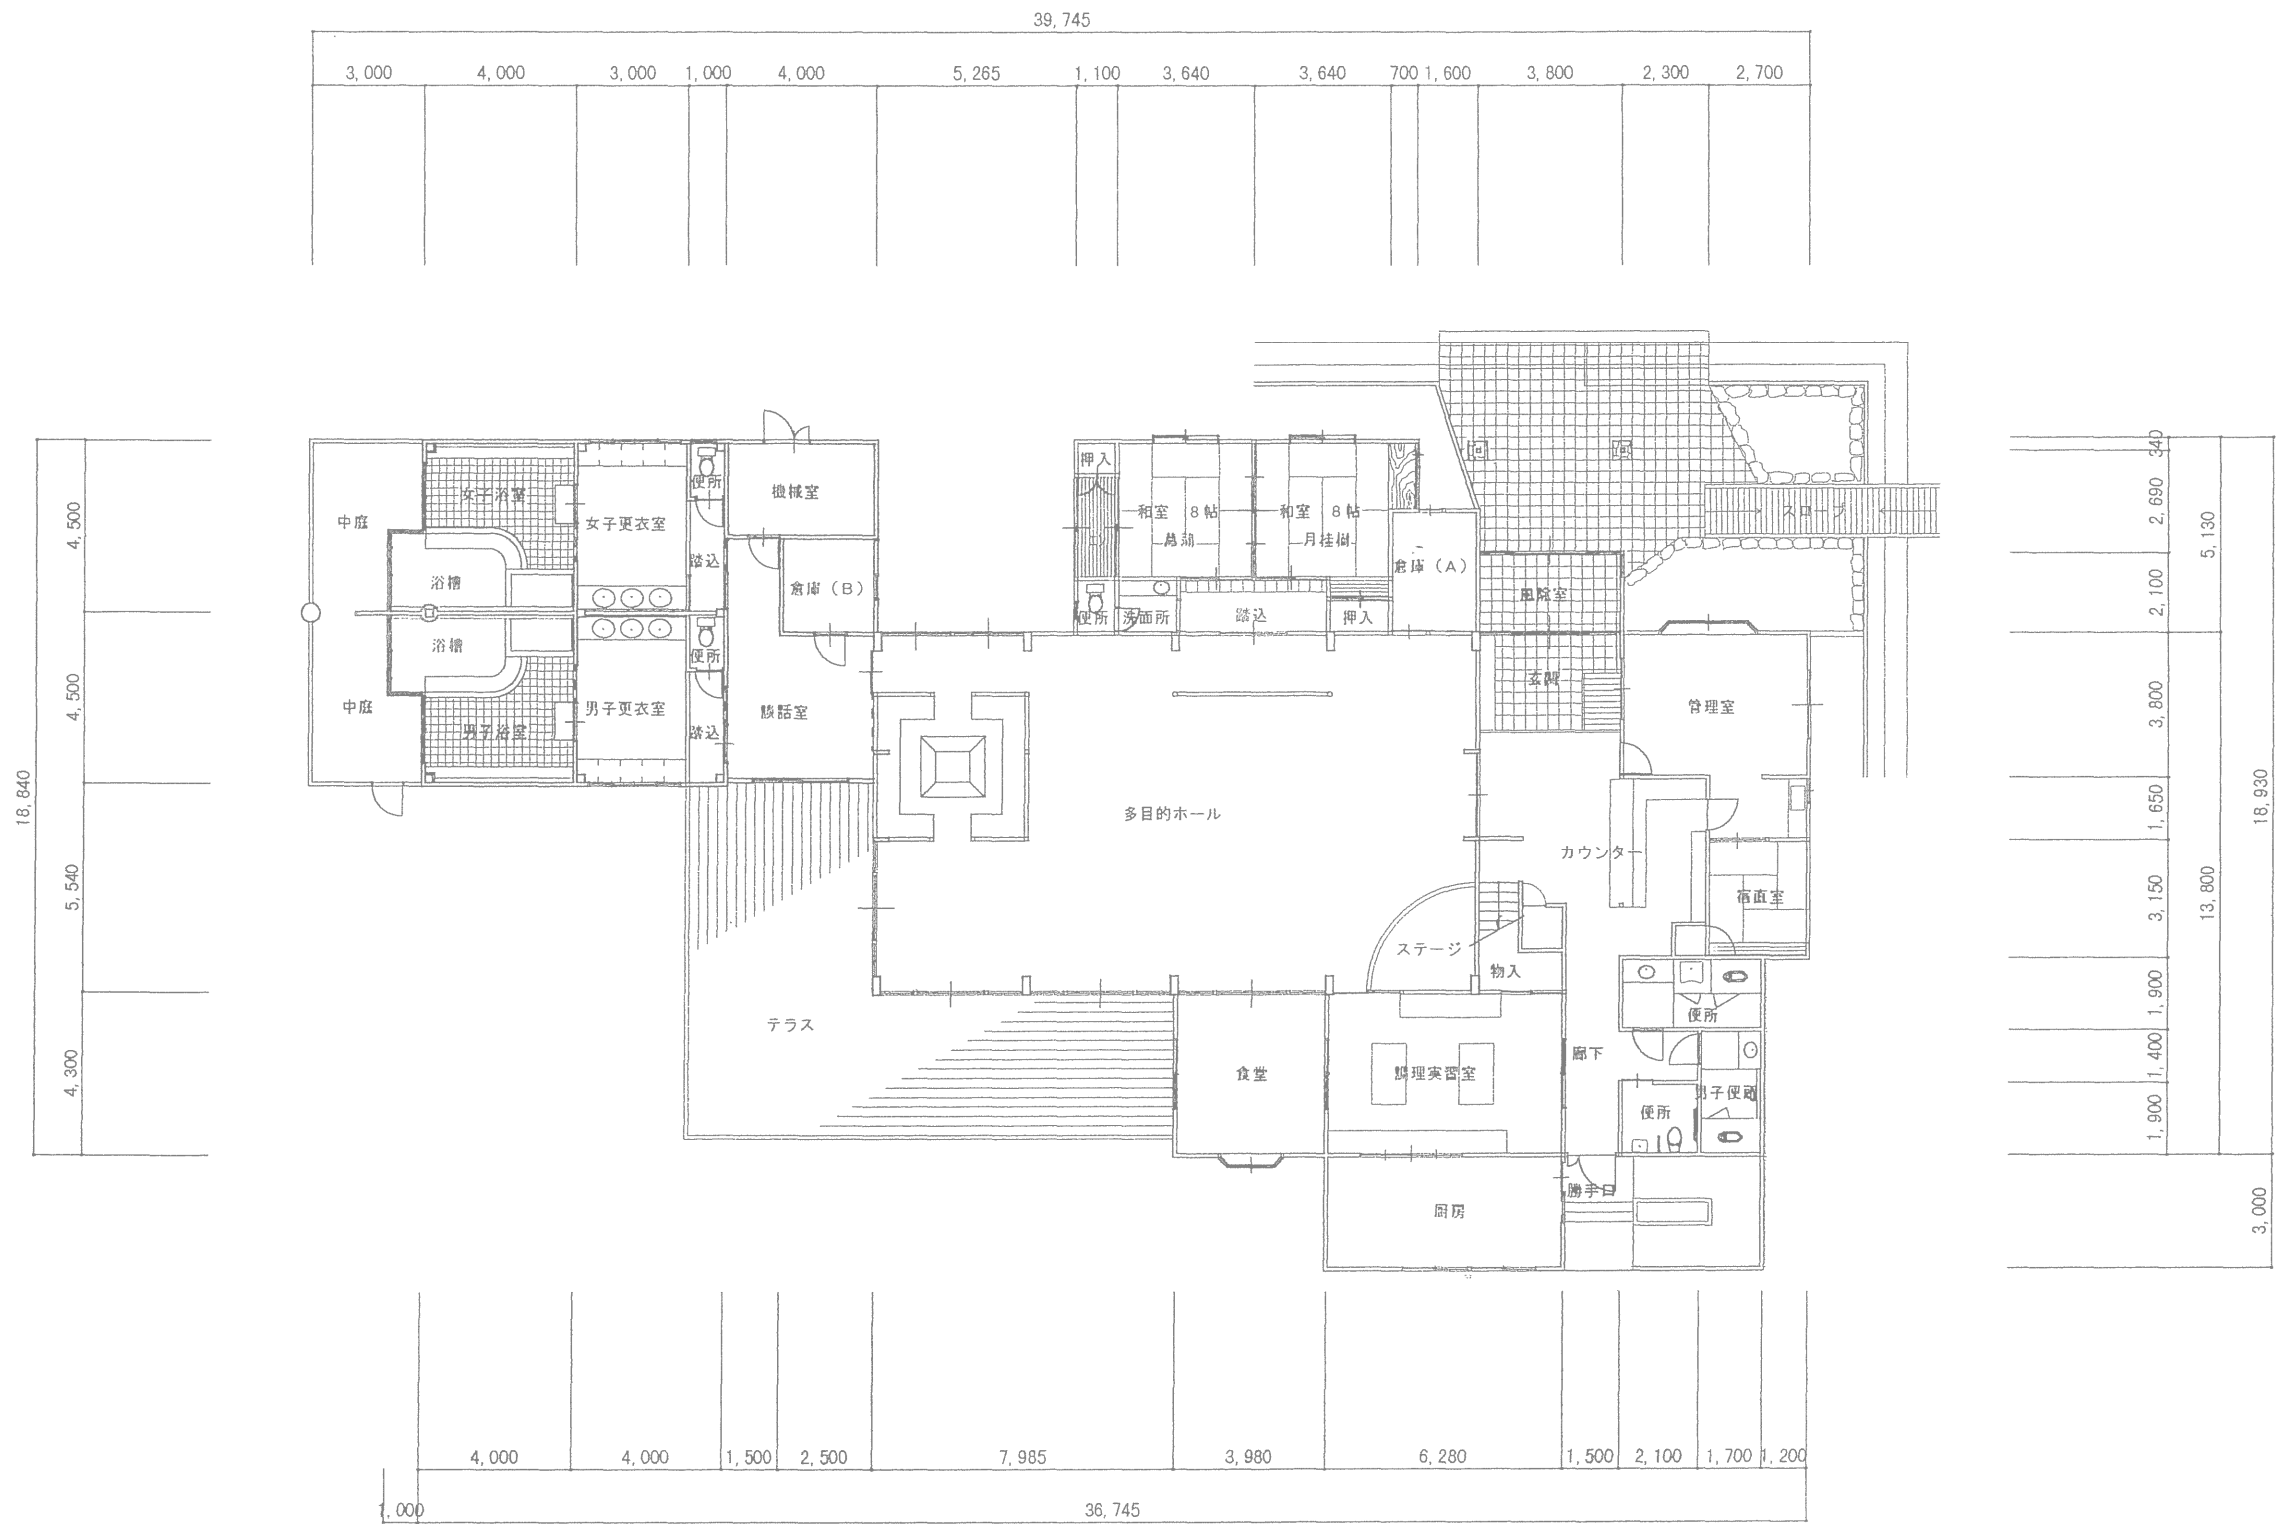 39,745
3,000 4,000 3,000 1,000 4,000 5,265 1,100 3,640 3,640 700 1,600 3,800 2,300 2,700
340
押入
便所
女子浴室
機械室
中庭
女子更衣室
和室 8帖
和室 8帖
スロープ
4,500
2,690
5,130
月桂樹
踏込
倉庫（A）
浴槽
倉庫（B）
風除室
2,100
便所
洗面所
踏込
押入
浴槽
便所
玄関
4,500
中庭
男子更衣室
談話室
管理室
3,800
男子浴室
踏込
18,840
18,930
多目的ホール
1,650
カウンター
5,540
宿直室
3,150
13,800
ステージ
物入
1,900
便所
テラス
廊下
1,400
4,300
食堂
調理実習室
男子便所
便所
1,900
勝手口
厨房
3,000
4,000 4,000 1,500 2,500 7,985 3,980 6,280 1,500 2,100 1,700 1,200
1,000
36,745